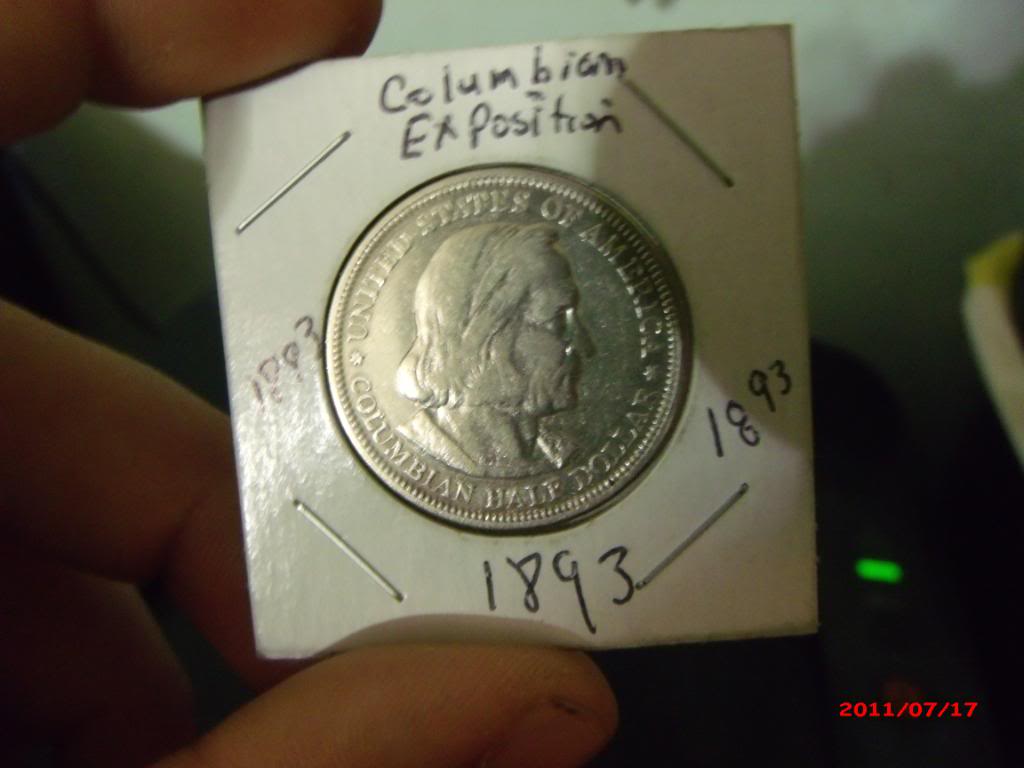 Columbian
Exposition
UNITED STATES OF AMERICA
1893
1893
* COLUMBIAN HALF DOLLAR *
1893
2011/07/17